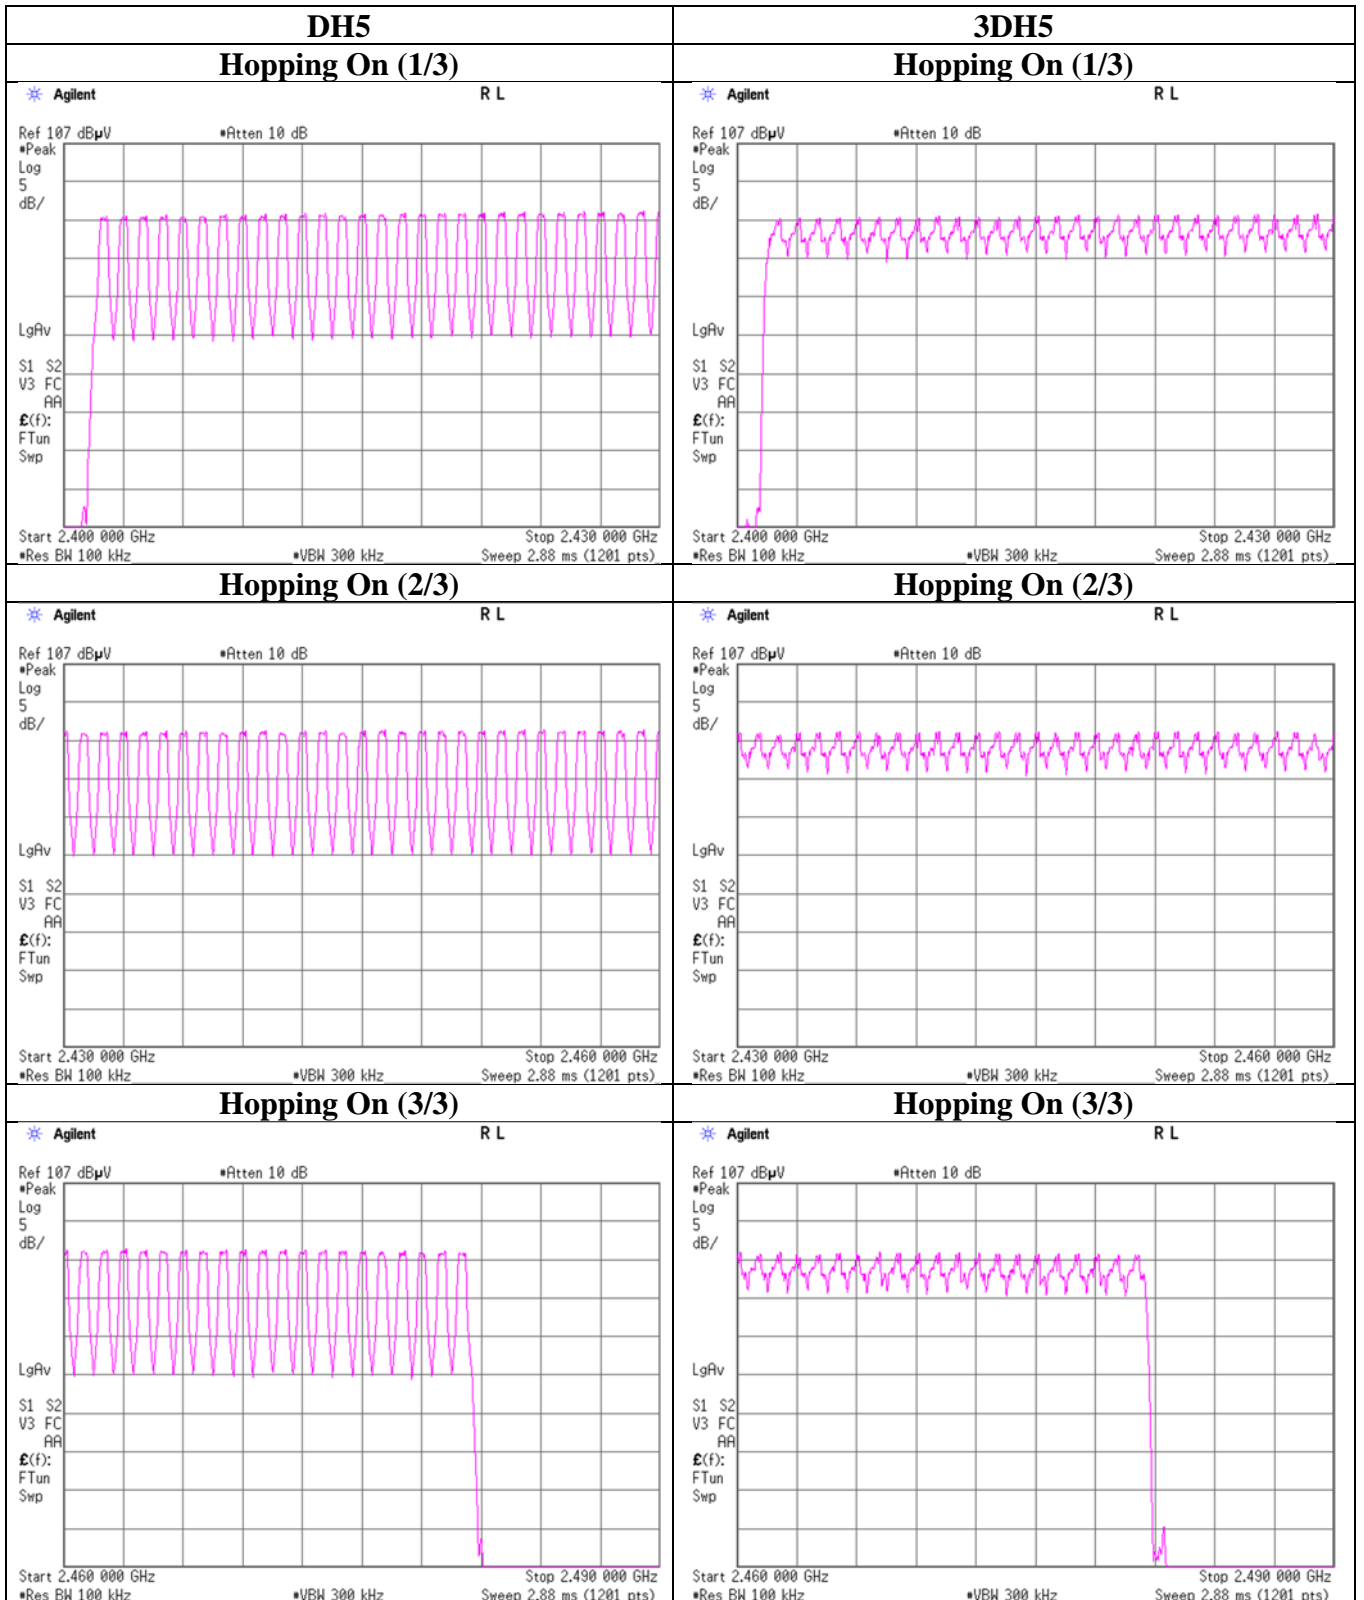 DH5 3DH5
Hopping On (1/3) Hopping On (1/3)
Agilent R L
Ref 107 dBµV #Atten 10 dB
#Peak
Log
5
dB/
LgAv
S1 S2
V3 FC
AA
£(f):
FTun
Swp
Start 2.400 000 GHz Stop 2.430 000 GHz
#Res BW 100 kHz #VBW 300 kHz Sweep 2.88 ms (1201 pts)
Agilent R L
Ref 107 dBµV #Atten 10 dB
#Peak
Log
5
dB/
LgAv
S1 S2
V3 FC
AA
£(f):
FTun
Swp
Start 2.400 000 GHz Stop 2.430 000 GHz
#Res BW 100 kHz #VBW 300 kHz Sweep 2.88 ms (1201 pts)
Hopping On (2/3) Hopping On (2/3)
Agilent R L
Ref 107 dBµV #Atten 10 dB
#Peak
Log
5
dB/
LgAv
S1 S2
V3 FC
AA
£(f):
FTun
Swp
Start 2.430 000 GHz Stop 2.460 000 GHz
#Res BW 100 kHz #VBW 300 kHz Sweep 2.88 ms (1201 pts)
Agilent R L
Ref 107 dBµV #Atten 10 dB
#Peak
Log
5
dB/
LgAv
S1 S2
V3 FC
AA
£(f):
FTun
Swp
Start 2.430 000 GHz Stop 2.460 000 GHz
#Res BW 100 kHz #VBW 300 kHz Sweep 2.88 ms (1201 pts)
Hopping On (3/3) Hopping On (3/3)
Agilent R L
Ref 107 dBµV #Atten 10 dB
#Peak
Log
5
dB/
LgAv
S1 S2
V3 FC
AA
£(f):
FTun
Swp
Start 2.460 000 GHz Stop 2.490 000 GHz
#Res BW 100 kHz #VBW 300 kHz Sweep 2.88 ms (1201 pts)
Agilent R L
Ref 107 dBµV #Atten 10 dB
#Peak
Log
5
dB/
LgAv
S1 S2
V3 FC
AA
£(f):
FTun
Swp
Start 2.460 000 GHz Stop 2.490 000 GHz
#Res BW 100 kHz #VBW 300 kHz Sweep 2.88 ms (1201 pts)